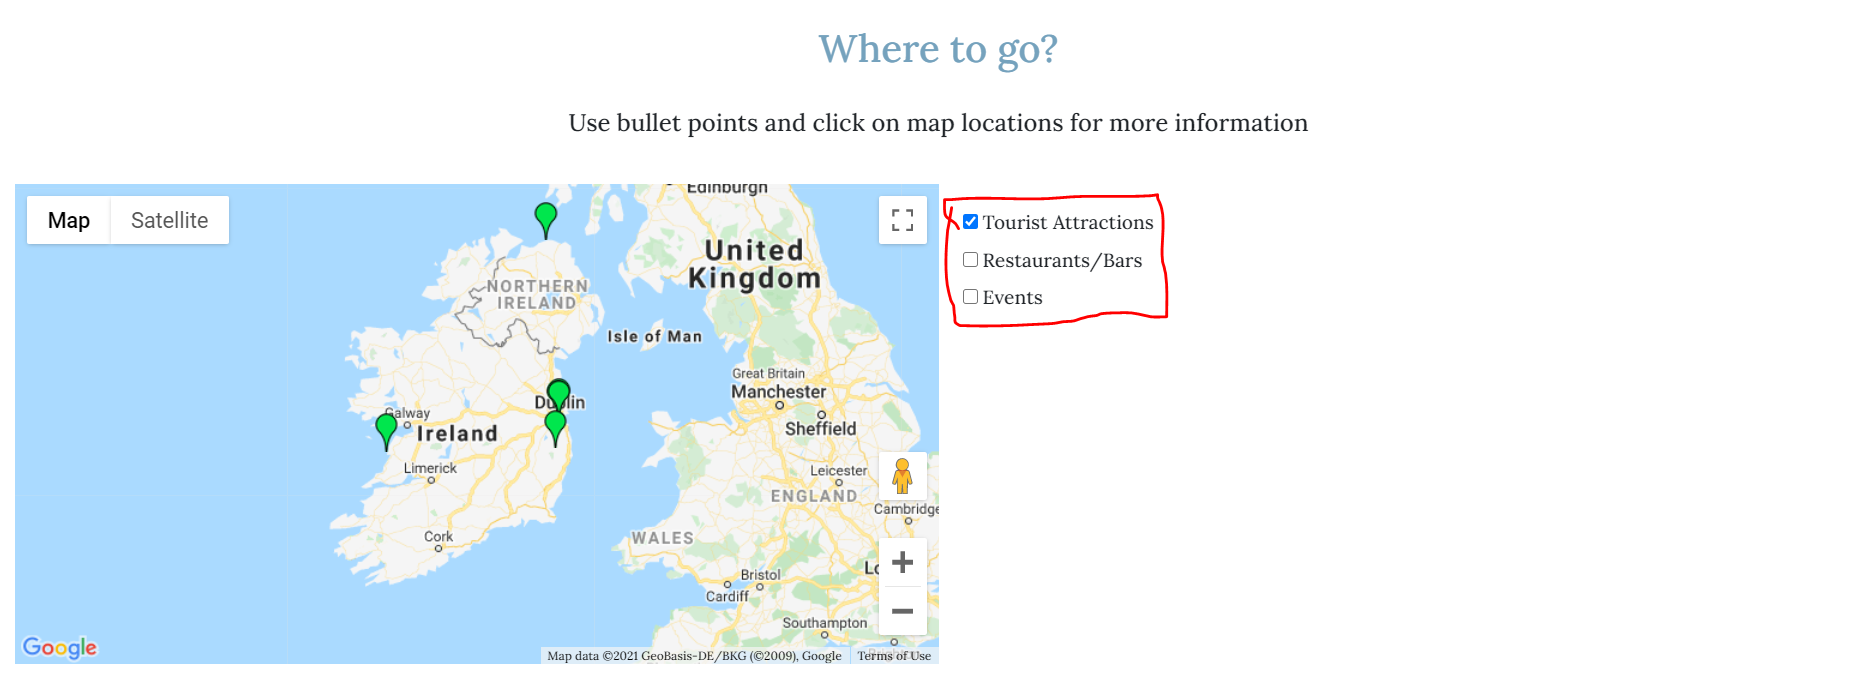 Where to go?
Use bullet points and click on map locations for more information
Map
Satellite
Edinburgh
United
Kingdom
NORTHERN
IRELAND
Isle of Man
Great Britain
Manchester
Sheffield
Dublin
Galway
Ireland
Limerick
Leicester
ENGLAND
Cambridge
Cork
WALES
Bristol
Cardiff
Southampton
Google
Map data ©2021 GeoBasis-DE/BKG (©2009), Google
Terms of Use
Tourist Attractions
Restaurants/Bars
Events